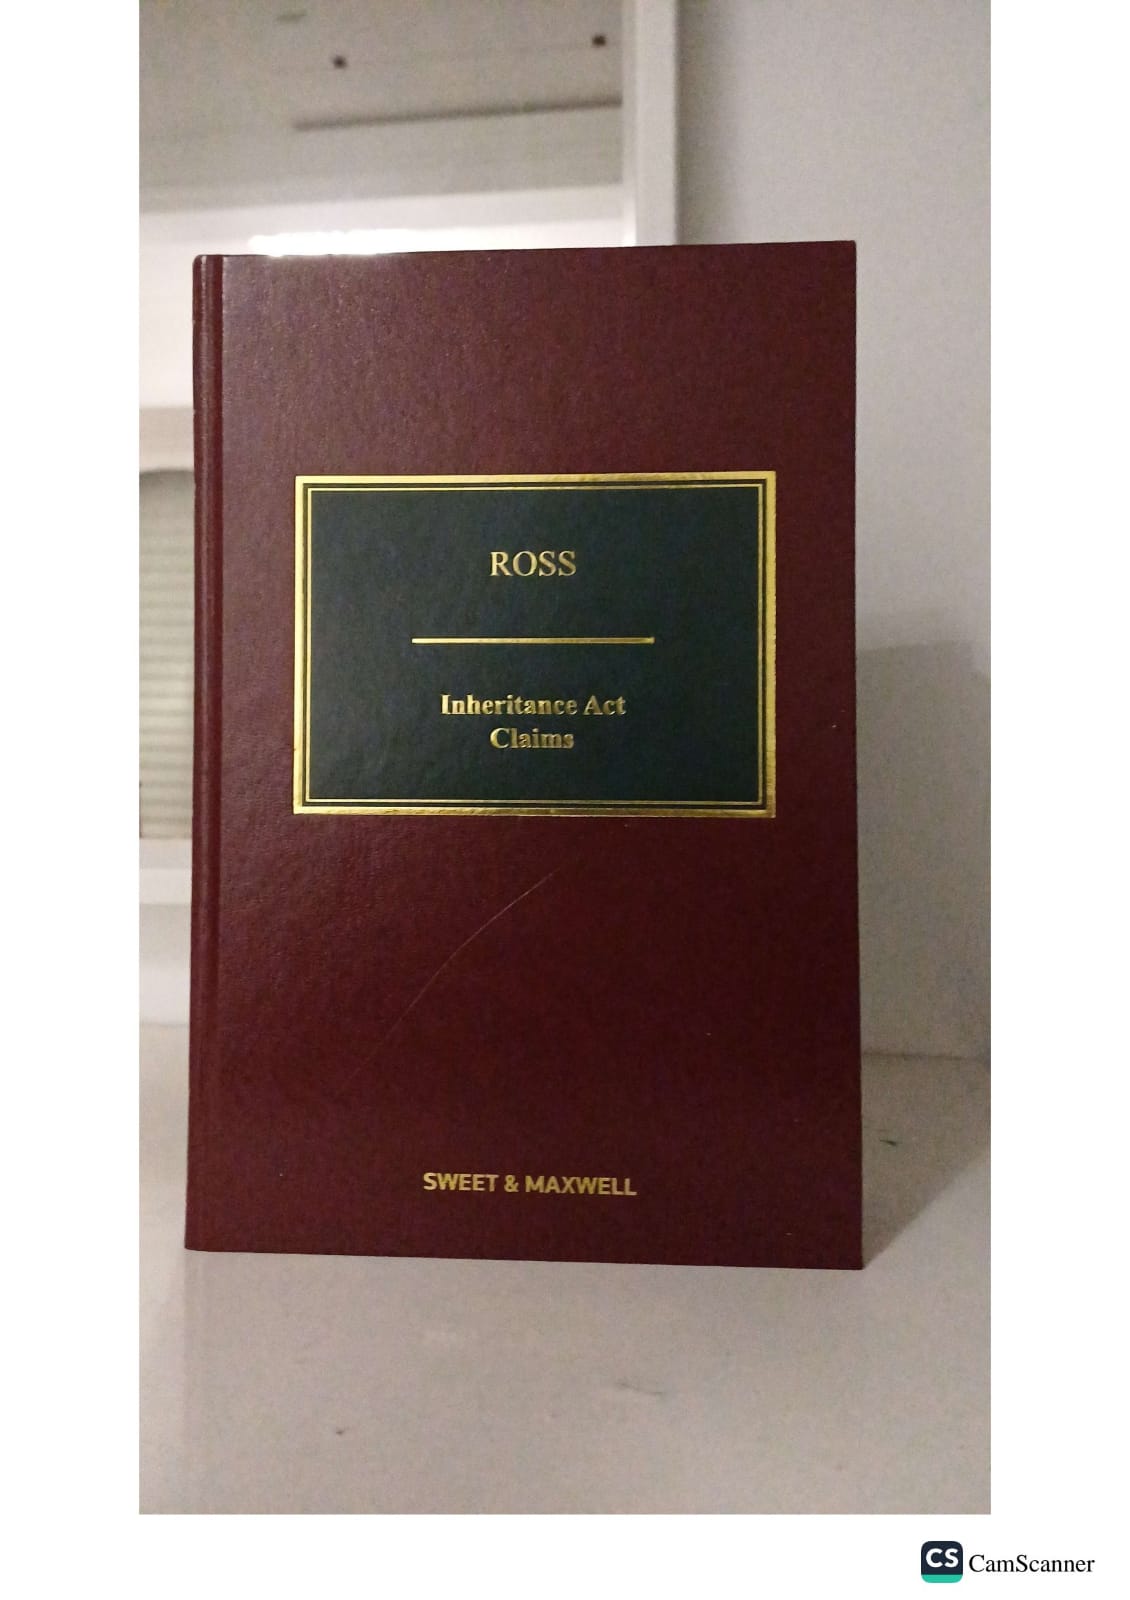 ROSS
Inheritance Act
Claims
SWEET & MAXWELL
CS CamScanner